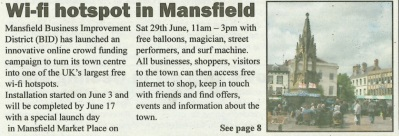 Wi-fi hotspot in Mansfield
Mansfield Business Improvement
District (BID) has launched an
innovative online crowd funding
campaign to turn its town centre
into one of the UK's largest free
wi-fi hotspots.
Installation started on June 3 and
will be completed by June 17
with a special launch day
in Mansfield Market Place on
Sat 29th June, 11am – 3pm with
free balloons, magician, street
performers, and surf machine.
All businesses, shoppers, visitors
to the town can then access free
internet to shop, keep in touch
with friends and find offers,
events and information about the
town.
See page 8